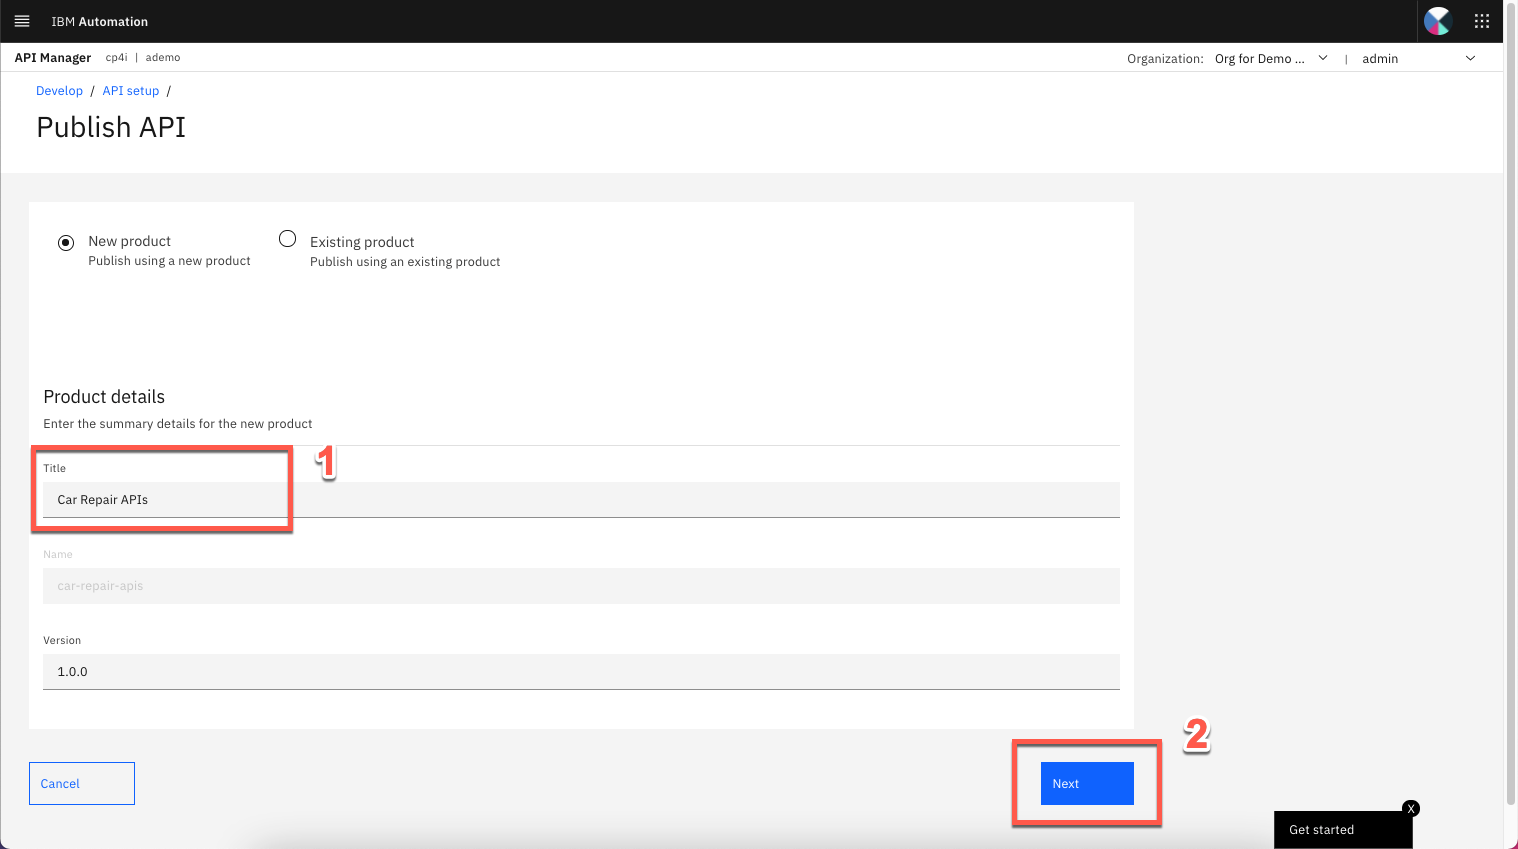 IBM Automation
API Manager cp4i | ademo
Organization: Org for Demo ... | admin
Develop / API setup /
Publish API
New product
Publish using a new product
Existing product
Publish using an existing product
Product details
Enter the summary details for the new product
1
Title
Car Repair APIs
Name
car-repair-apis
Version
1.0.0
2
Cancel
Next
X
Get started